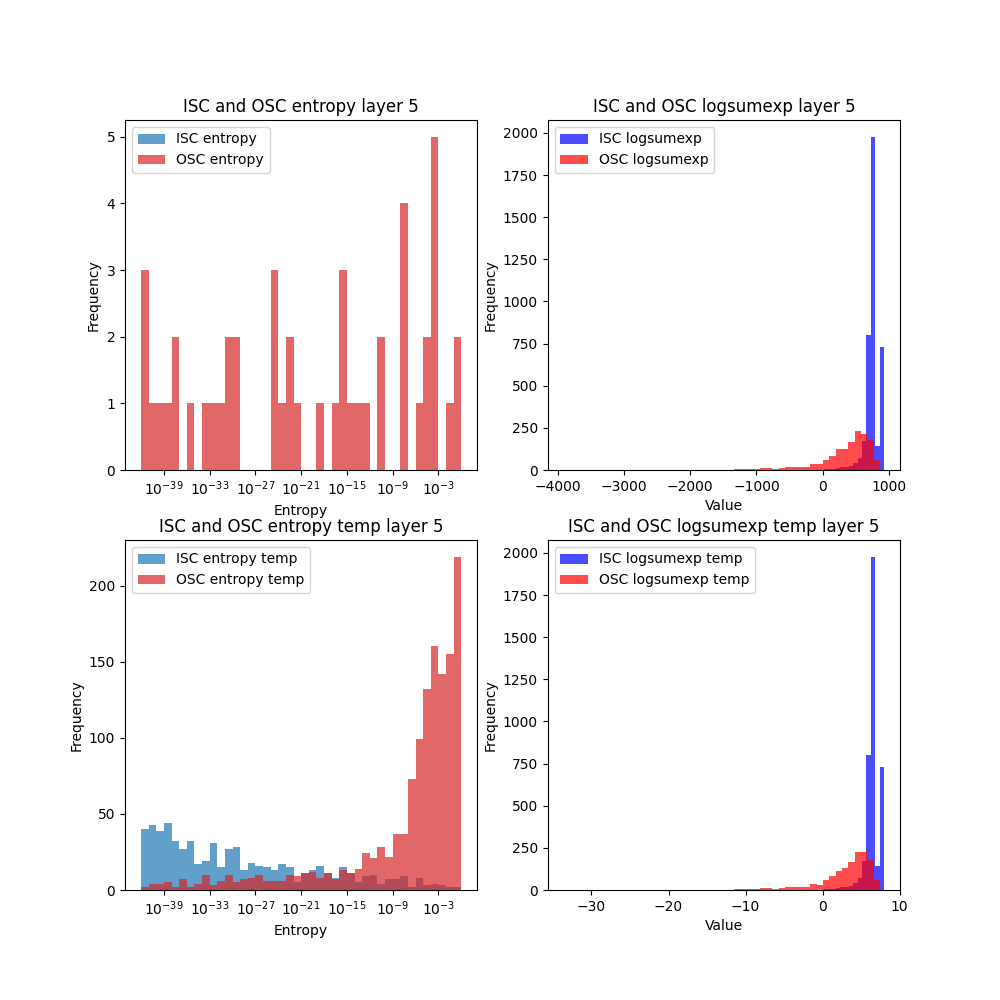 ISC and OSC entropy layer 5
ISC entropy
OSC entropy
Frequency
5
4
3
2
1
0
10⁻³⁹ 10⁻³³ 10⁻²⁷ 10⁻²¹ 10⁻¹⁵ 10⁻⁹ 10⁻³
Entropy
ISC and OSC logsumexp layer 5
ISC logsumexp
OSC logsumexp
Frequency
2000
1750
1500
1250
1000
750
500
250
0
−4000 −3000 −2000 −1000 0 1000
Value
ISC and OSC entropy temp layer 5
ISC entropy temp
OSC entropy temp
Frequency
200
150
100
50
0
10⁻³⁹ 10⁻³³ 10⁻²⁷ 10⁻²¹ 10⁻¹⁵ 10⁻⁹ 10⁻³
Entropy
ISC and OSC logsumexp temp layer 5
ISC logsumexp temp
OSC logsumexp temp
Frequency
2000
1750
1500
1250
1000
750
500
250
0
−30 −20 −10 0 10
Value